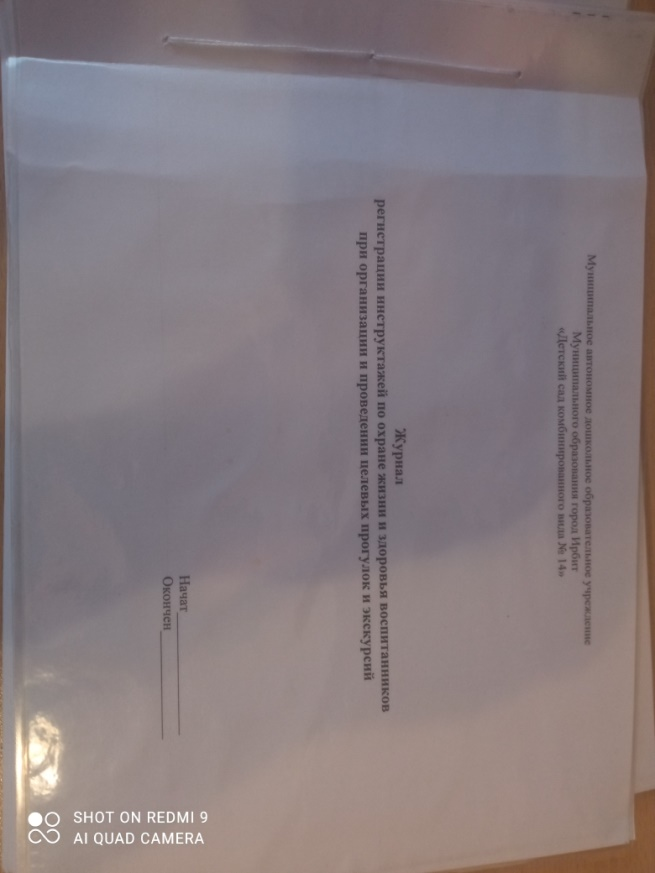 Муниципальное автономное дошкольное образовательное учреждение
Муниципального образования город Ирбит
«Детский сад комбинированного вида № 14»
Журнал
регистрации инструктажей по охране жизни и здоровья воспитанников
при организации и проведении целевых прогулок и экскурсий
Начат
Окончен
SHOT ON REDMI 9
AI QUAD CAMERA